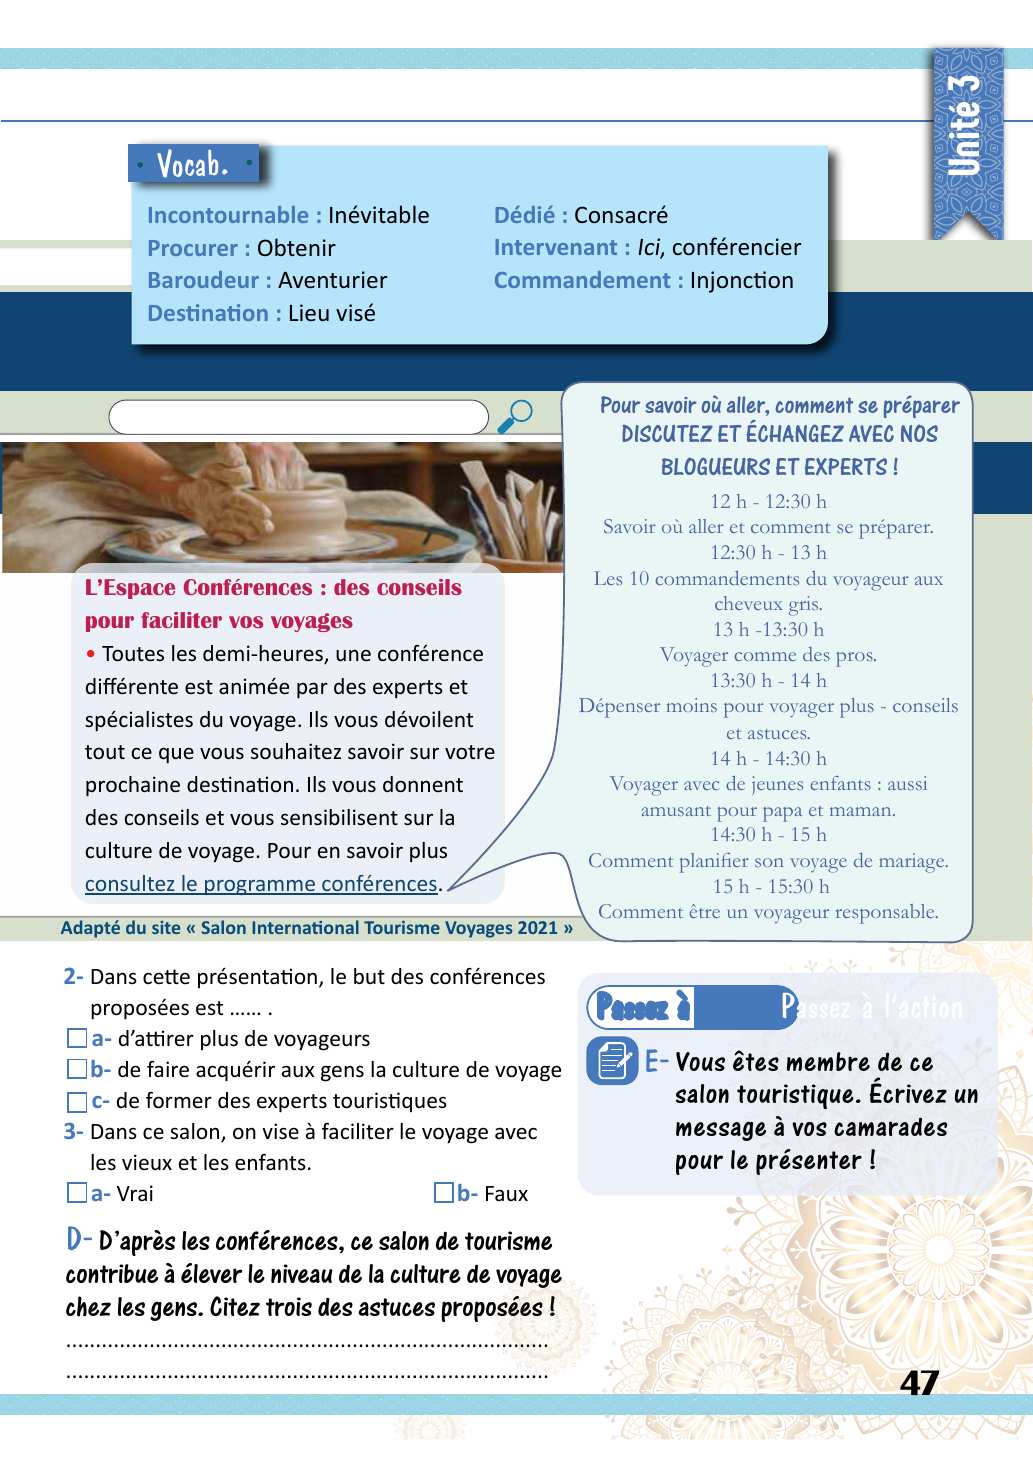 Unité 3
Vocab.
Incontournable : Inévitable
Procurer : Obtenir
Baroudeur : Aventurier
Destination : Lieu visé
Dédié : Consacré
Intervenant : Ici, conférencier
Commandement : Injonction
L’Espace Conférences : des conseils
pour faciliter vos voyages
• Toutes les demi-heures, une conférence
différente est animée par des experts et
spécialistes du voyage. Ils vous dévoilent
tout ce que vous souhaitez savoir sur votre
prochaine destination. Ils vous donnent
des conseils et vous sensibilisent sur la
culture de voyage. Pour en savoir plus
consultez le programme conférences.
Pour savoir où aller, comment se préparer
DISCUTEZ ET ÉCHANGEZ AVEC NOS
BLOGUEURS ET EXPERTS !
12 h - 12:30 h
Savoir où aller et comment se préparer.
12:30 h - 13 h
Les 10 commandements du voyageur aux
cheveux gris.
13 h -13:30 h
Voyager comme des pros.
13:30 h - 14 h
Dépenser moins pour voyager plus - conseils
et astuces.
14 h - 14:30 h
Voyager avec de jeunes enfants : aussi
amusant pour papa et maman.
14:30 h - 15 h
Comment planifier son voyage de mariage.
15 h - 15:30 h
Comment être un voyageur responsable.
Adapté du site « Salon International Tourisme Voyages 2021 »
2- Dans cette présentation, le but des conférences
proposées est ...... .
a- d’attirer plus de voyageurs
b- de faire acquérir aux gens la culture de voyage
c- de former des experts touristiques
3- Dans ce salon, on vise à faciliter le voyage avec
les vieux et les enfants.
a- Vrai
b- Faux
D- D’après les conférences, ce salon de tourisme
contribue à élever le niveau de la culture de voyage
chez les gens. Citez trois des astuces proposées !
................................................................................
................................................................................
Passez à
Passez à l’action
E- Vous êtes membre de ce
salon touristique. Écrivez un
message à vos camarades
pour le présenter !
47